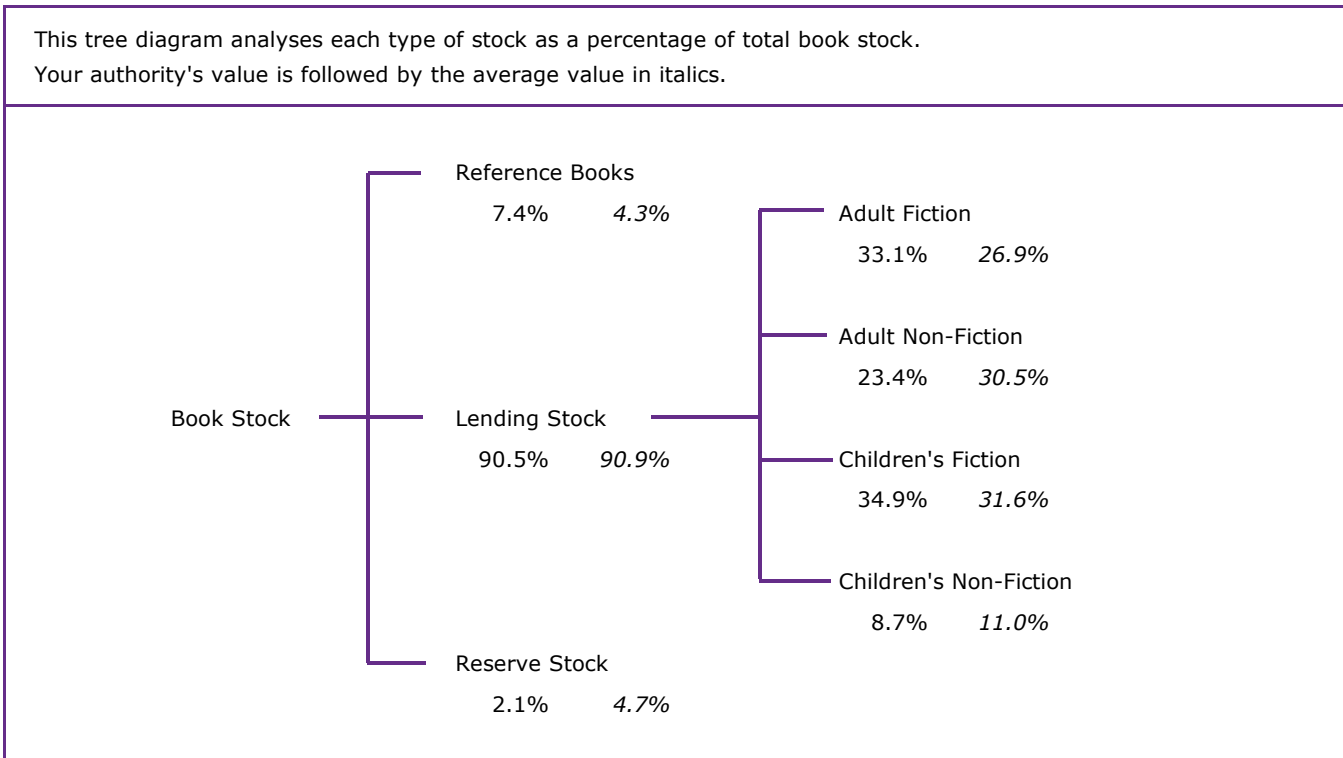 This tree diagram analyses each type of stock as a percentage of total book stock.
Your authority's value is followed by the average value in italics.
Reference Books
7.4% 4.3%
Adult Fiction
33.1% 26.9%
Adult Non-Fiction
23.4% 30.5%
Book Stock
Lending Stock
90.5% 90.9%
Children's Fiction
34.9% 31.6%
Children's Non-Fiction
8.7% 11.0%
Reserve Stock
2.1% 4.7%